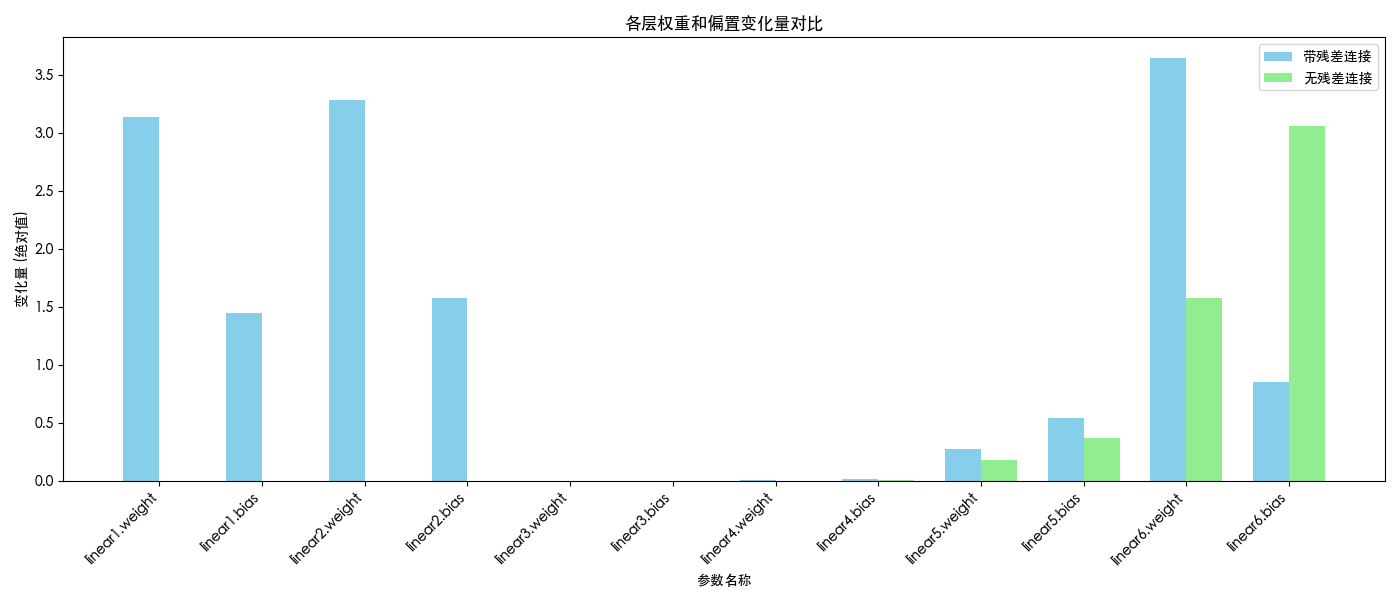 各层权重和偏置变化量对比
带残差连接
无残差连接
变化量 (绝对值)
3.5
3.0
2.5
2.0
1.5
1.0
0.5
0.0
linear1.weight
linear1.bias
linear2.weight
linear2.bias
linear3.weight
linear3.bias
linear4.weight
linear4.bias
linear5.weight
linear5.bias
linear6.weight
linear6.bias
参数名称